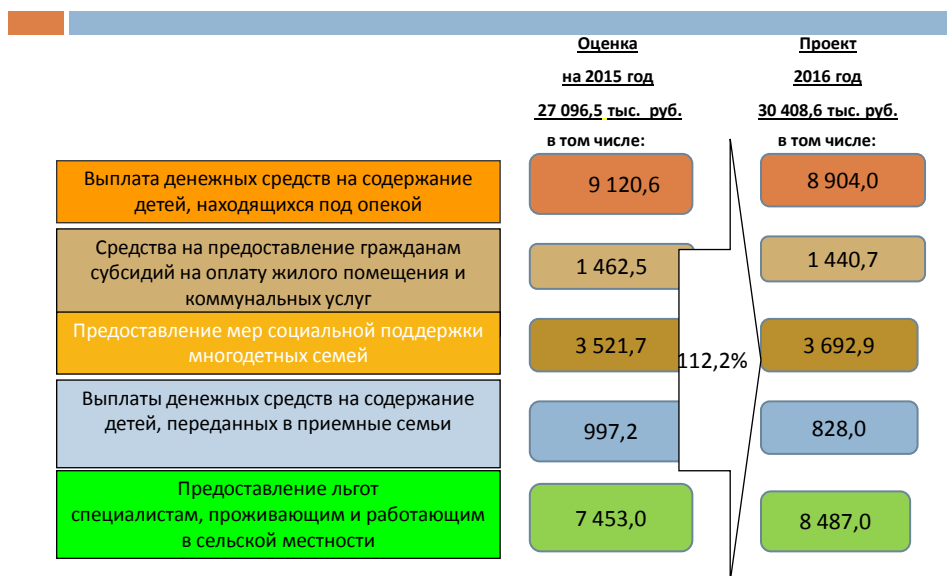 Оценка
на 2015 год
27 096,5 тыс. руб.
в том числе:
Проект
2016 год
30 408,6 тыс. руб.
в том числе:
Выплата денежных средств на содержание
детей, находящихся под опекой
9 120,6
8 904,0
Средства на предоставление гражданам
субсидий на оплату жилого помещения и
коммунальных услуг
1 462,5
1 440,7
Предоставление мер социальной поддержки
многодетных семей
3 521,7
112,2%
3 692,9
Выплаты денежных средств на содержание
детей, переданных в приемные семьи
997,2
828,0
Предоставление льгот
специалистам, проживающим и работающим
в сельской местности
7 453,0
8 487,0